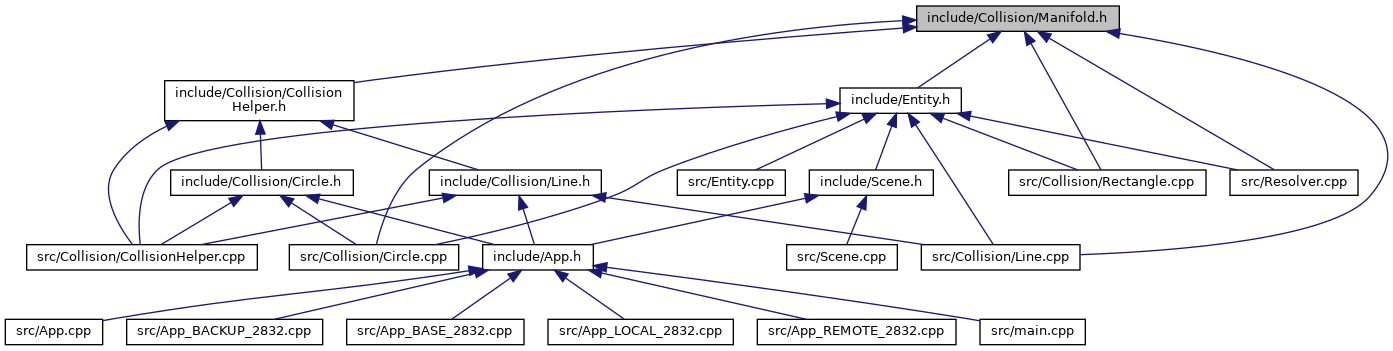 include/Collision/Manifold.h
include/Collision/Collision
Helper.h
include/Entity.h
include/Collision/Circle.h
include/Collision/Line.h
src/Entity.cpp
include/Scene.h
src/Collision/Rectangle.cpp
src/Resolver.cpp
src/Collision/CollisionHelper.cpp
src/Collision/Circle.cpp
include/App.h
src/Scene.cpp
src/Collision/Line.cpp
src/App.cpp
src/App_BACKUP_2832.cpp
src/App_BASE_2832.cpp
src/App_LOCAL_2832.cpp
src/App_REMOTE_2832.cpp
src/main.cpp